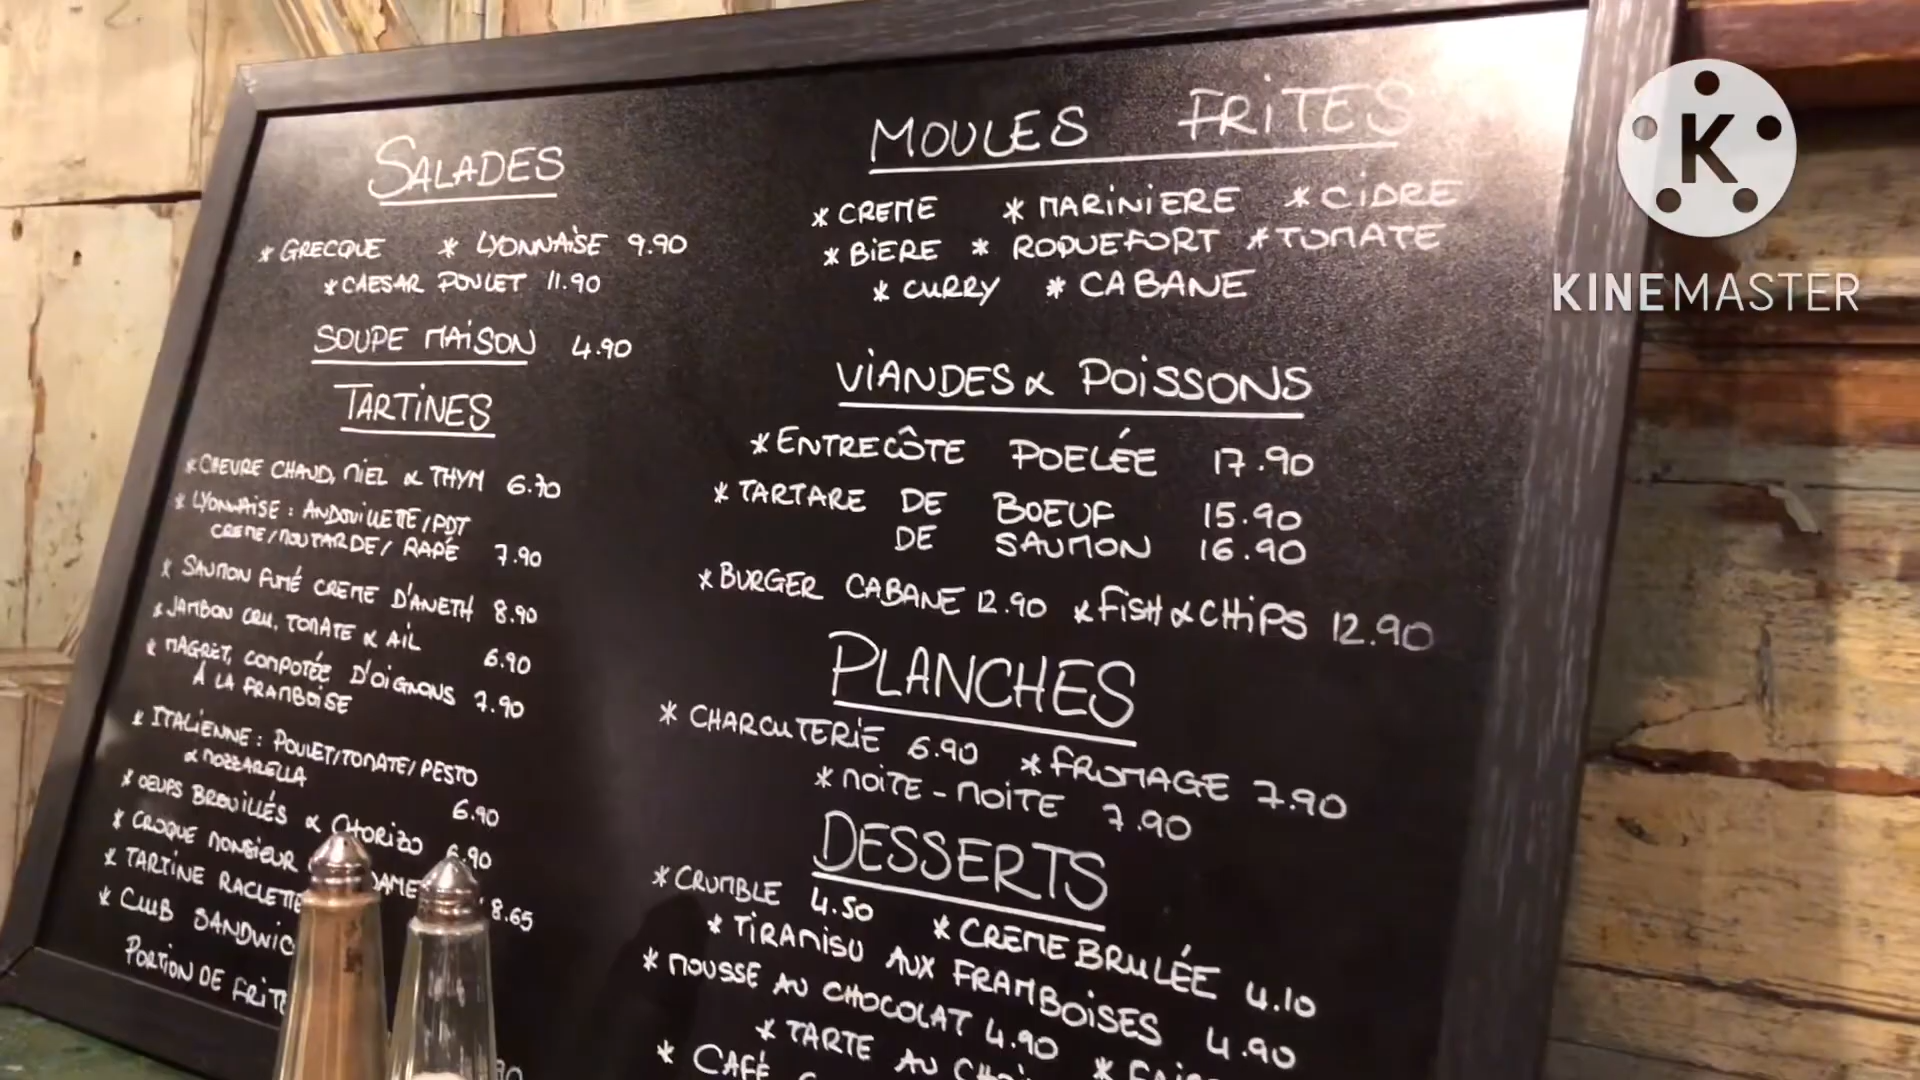 SALADES
* GRECQUE * LYONNAISE 9.90
* CAESAR POULET 11.90
SOUPE MAISON 4.90
TARTINES
* CHEVRE CHAUD, MIEL & THYM 6.70
* LYONNAISE : ANDOUILLETTE/PDT
CREME/MOUTARDE/RAPÉ 7.90
* SAUMON FUMÉ CREME D'ANETH 8.90
* JAMBON CRU, TOMATE & AIL 6.90
* MAGRET, COMPOTÉE D'OIGNONS 7.90
À LA FRAMBOISE
* ITALIENNE : POULET/TOMATE/PESTO
& MOZZARELLA 6.90
* OEUFS BROUILLÉS & CHORIZO 6.90
* CROQUE MONSIEUR
* TARTINE RACLETTE 8.65
* CLUB
PORTION DE
MOULES FRITES
* CREME * MARINIERE * CIDRE
* BIERE * ROQUEFORT * TOMATE
* CURRY * CABANE
VIANDES & POISSONS
* ENTRECÔTE POELÉE 17.90
* TARTARE DE BOEUF 15.90
DE SAUMON 16.90
* BURGER CABANE 12.90 * FISH & CHIPS 12.90
PLANCHES
* CHARCUTERIE 6.90 * FROMAGE 7.90
* MOITE - MOITE 7.90
DESSERTS
* CRUMBLE 4.50 * CREME BRULÉE 4.10
* TIRAMISU AUX FRAMBOISES 4.90
* MOUSSE AU CHOCOLAT 4.90
* TARTE AU
* CAFÉ
KINEMASTER